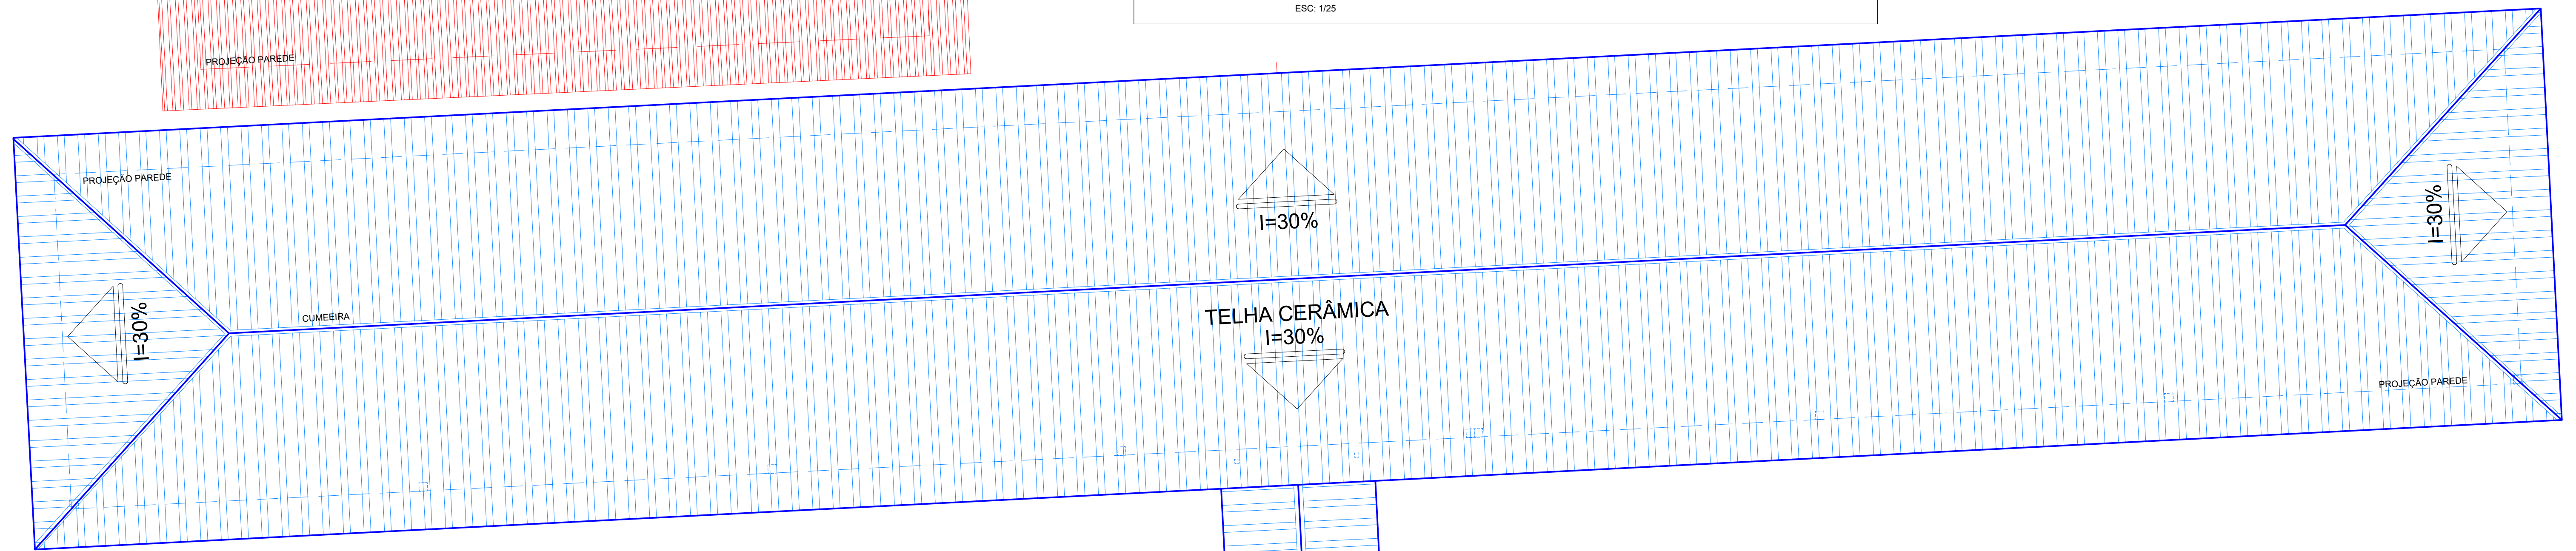 ESC: 1/25
PROJEÇÃO PAREDE
PROJEÇÃO PAREDE
I=30%
I=30%
I=30%
CUMEEIRA
TELHA CERÂMICA
I=30%
PROJEÇÃO PAREDE